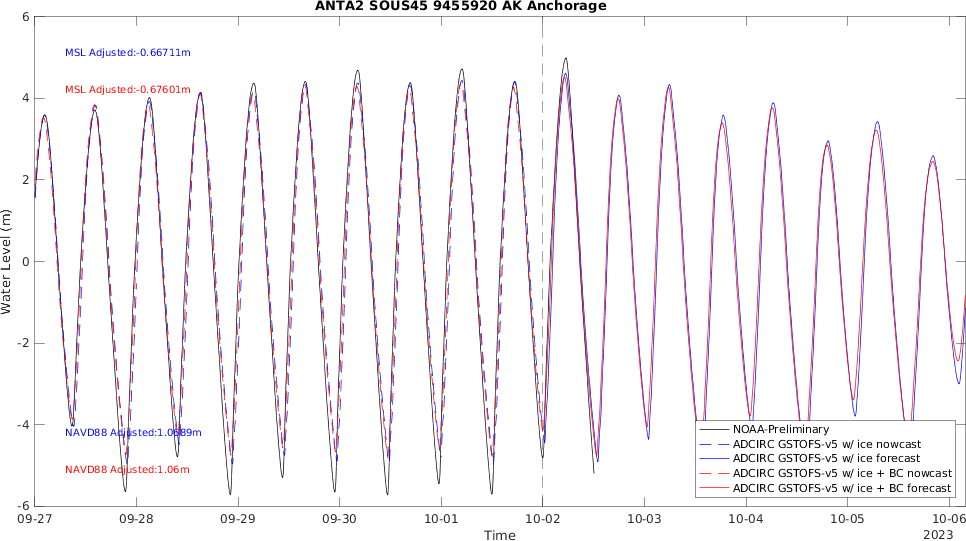 ANTA2 SOUS45 9455920 AK Anchorage
6
4
2
0
-2
-4
-6
Water Level (m)
MSL Adjusted:-0.66711m
MSL Adjusted:-0.67601m
NAVD88 Adjusted:1.0689m
NAVD88 Adjusted:1.06m
NOAA-Preliminary
ADCIRC GSTOFS-v5 w/ ice nowcast
ADCIRC GSTOFS-v5 w/ ice forecast
ADCIRC GSTOFS-v5 w/ ice + BC nowcast
ADCIRC GSTOFS-v5 w/ ice + BC forecast
09-27 09-28 09-29 09-30 10-01 10-02 10-03 10-04 10-05 10-06
Time
2023